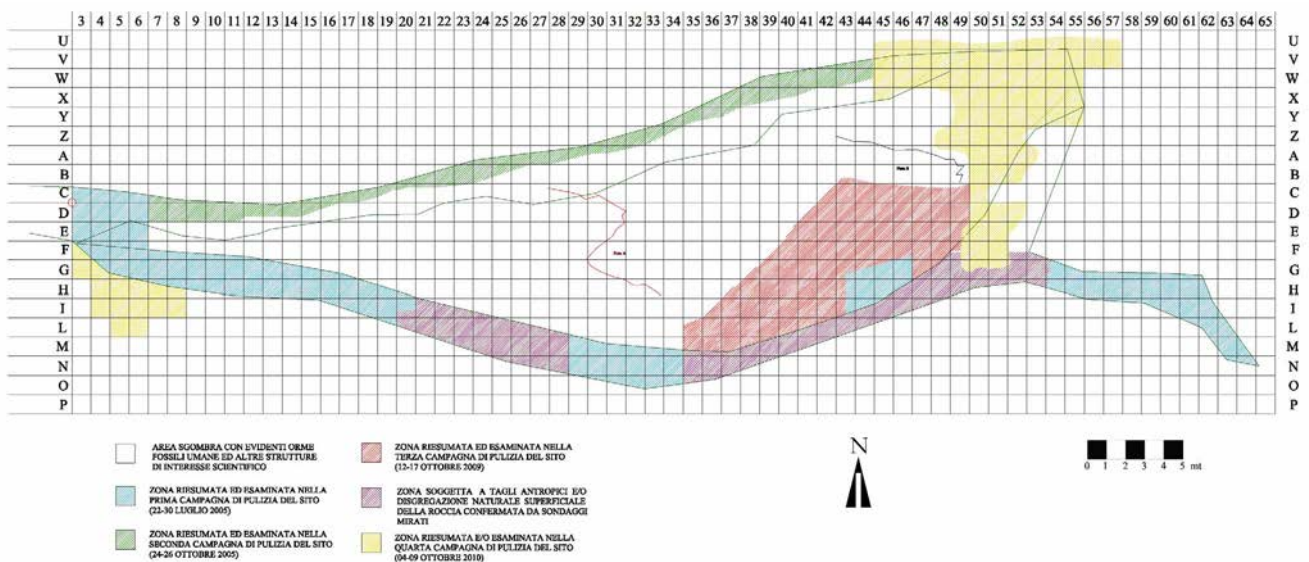 3 4 5 6 7 8 9 10 11 12 13 14 15 16 17 18 19 20 21 22 23 24 25 26 27 28 29 30 31 32 33 34 35 36 37 38 39 40 41 42 43 44 45 46 47 48 49 50 51 52 53 54 55 56 57 58 59 60 61 62 63 64 65
U U
V V
W W
X X
Y Y
Z Z
A A
B B
C C
D D
E E
F F
G G
H H
I I
L L
M M
N N
O O
P P
AREA SGOMBRA CON EVIDENTI ORME
FOSSILI UMANE ED ALTRE STRUTTURE
DI INTERESSE SCIENTIFICO
ZONA RIESUMATA ED ESAMINATA NELLA
PRIMA CAMPAGNA DI PULIZIA DEL SITO
(22-30 LUGLIO 2005)
ZONA RIESUMATA ED ESAMINATA NELLA
SECONDA CAMPAGNA DI PULIZIA DEL SITO
(24-26 OTTOBRE 2005)
ZONA RIESUMATA ED ESAMINATA NELLA
TERZA CAMPAGNA DI PULIZIA DEL SITO
(12-17 OTTOBRE 2009)
ZONA SOGGETTA A TAGLI ANTROPICI E/O
DISGREGAZIONE NATURALE SUPERFICIALE
DELLA ROCCIA CONFERMATA DA SONDAGGI
MIRATI
ZONA RIESUMATA E/O ESAMINATA NELLA
QUARTA CAMPAGNA DI PULIZIA DEL SITO
(04-09 OTTOBRE 2010)
N
0 1 2 3 4 5 mt